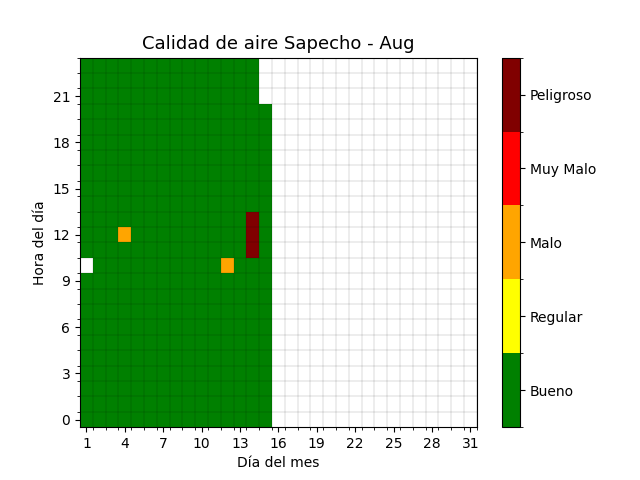 Calidad de aire Sapecho - Aug
Hora del día
21
18
15
12
9
6
3
0
1 4 7 10 13 16 19 22 25 28 31
Día del mes
Peligroso
Muy Malo
Malo
Regular
Bueno